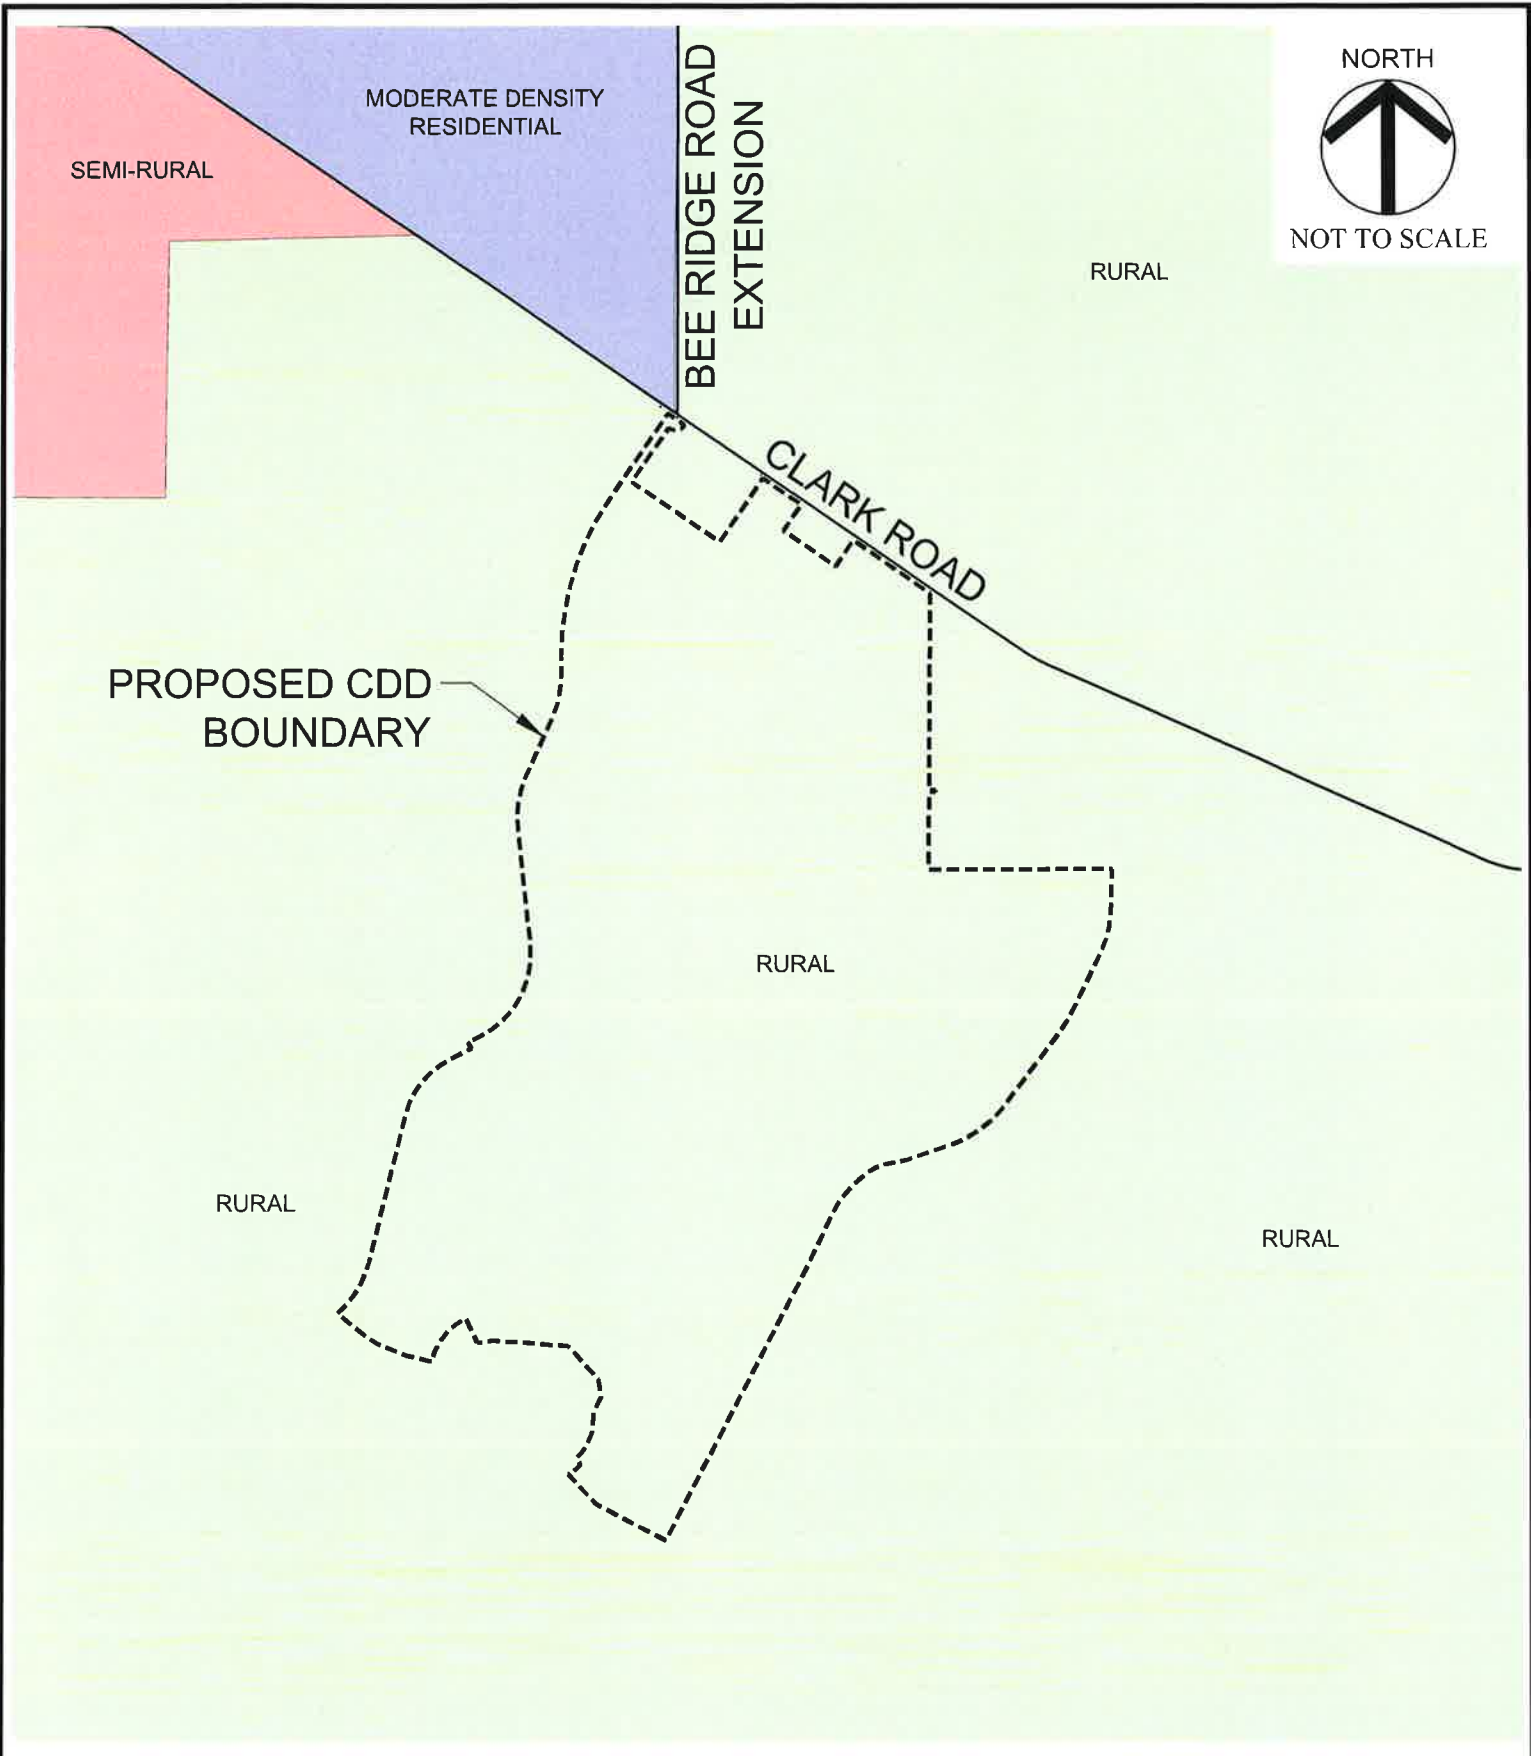 NORTH
NOT TO SCALE
MODERATE DENSITY
RESIDENTIAL
SEMI-RURAL
BEE RIDGE ROAD
EXTENSION
RURAL
CLARK ROAD
PROPOSED CDD
BOUNDARY
RURAL
RURAL
RURAL